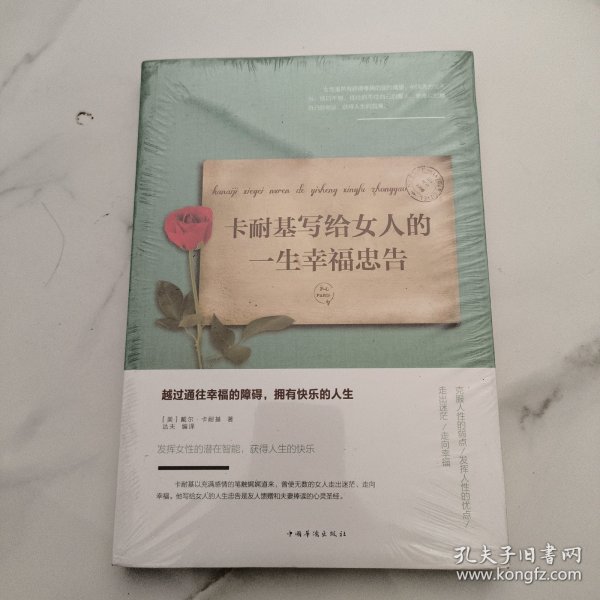 kanaiji xiegei nvren de yisheng xingfu zhonggao
卡耐基写给女人的
一生幸福忠告
PARIS
越过通往幸福的障碍，拥有快乐的人生
[美] 戴尔·卡耐基 著
达夫 编译
发挥女性的潜在智能，获得人生的快乐
卡耐基以充满感情的笔触娓娓道来，曾使无数的女人走出迷茫、走向
幸福。他写给女人的人生忠告是友人馈赠和夫妻捧读的心灵圣经。
克服人性的弱点/发挥人性的优点/
走出迷茫/走向幸福
中国华侨出版社
孔夫子旧书网
www.kongfz.com